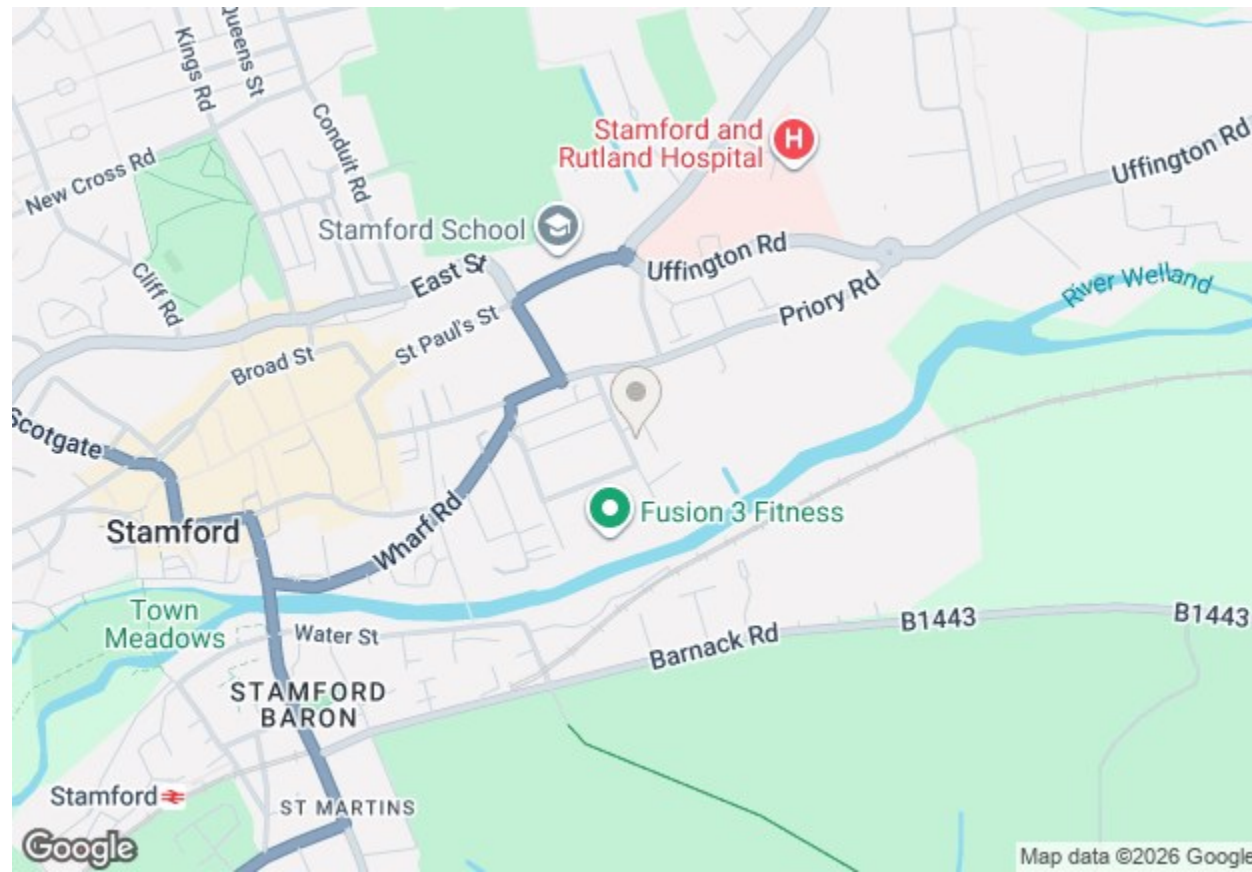 Queens St
Kings Rd
Conduit Rd
New Cross Rd
Cliff Rd
Stamford and
Rutland Hospital
H
Uffington Rd
Stamford School
East St
Uffington Rd
Priory Rd
River Welland
St Paul's St
Broad St
Scotgate
Stamford
Wharf Rd
Fusion 3 Fitness
Town
Meadows
Water St
Barnack Rd
B1443
B1443
STAMFORD
BARON
Stamford
ST MARTINS
Google
Map data ©2026 Google